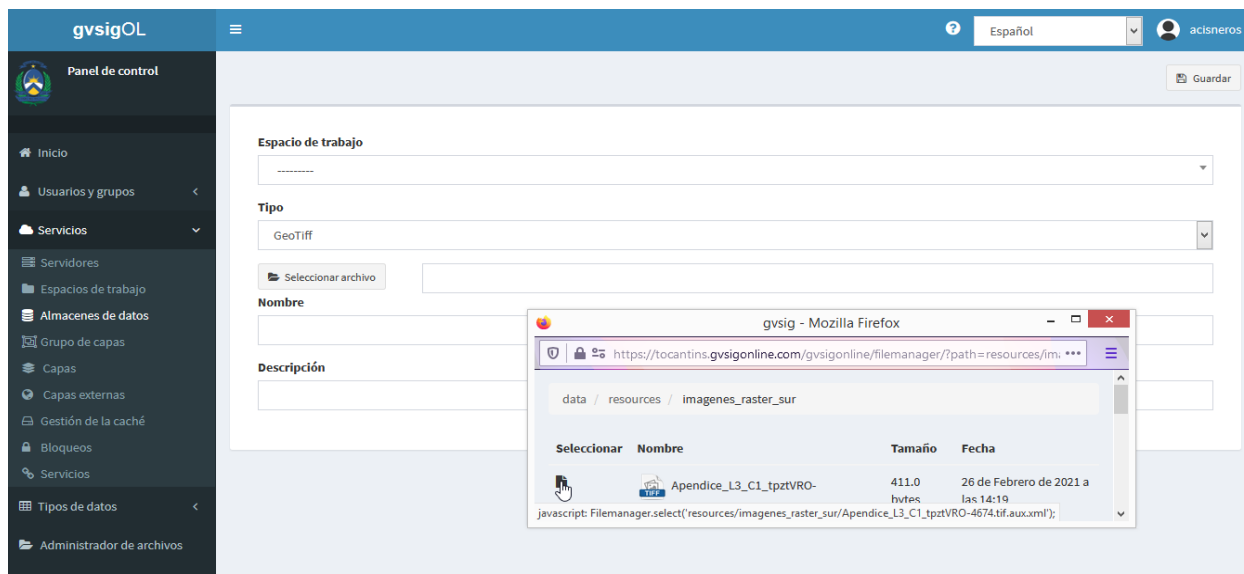 gvsigOL
Español
acisneros
Panel de control
Guardar
Inicio
Usuarios y grupos
Servicios
Servidores
Espacios de trabajo
Almacenes de datos
Grupo de capas
Capas
Capas externas
Gestión de la caché
Bloqueos
Servicios
Tipos de datos
Administrador de archivos
Espacio de trabajo
---------
Tipo
GeoTiff
Seleccionar archivo
Nombre
Descripción
gvsig - Mozilla Firefox
https://tocantins.gvsigonline.com/gvsigonline/filemanager/?path=resources/im
data / resources / imagenes_raster_sur
Seleccionar Nombre Tamaño Fecha
TIFF Apendice_L3_C1_tpztVRO- 411.0 26 de Febrero de 2021 a
bytes las 14:19
javascript: Filemanager.select('resources/imagenes_raster_sur/Apendice_L3_C1_tpztVRO-4674.tif.aux.xml');